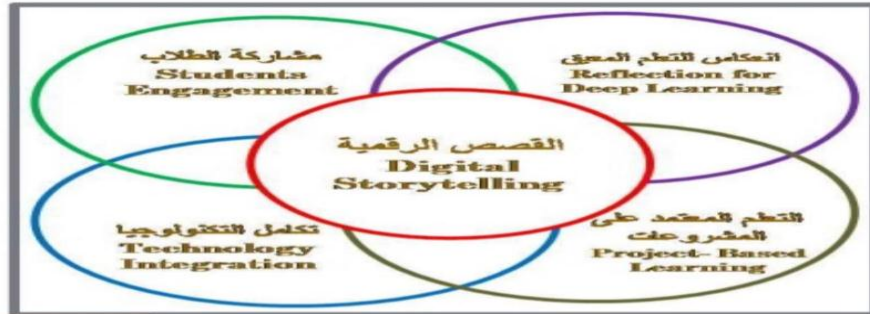 مشاركة الطلاب
Students
Engagement
انعكاس للتعلم المعمق
Reflection for
Deep Learning
القصص الرقمية
Digital
Storytelling
تكامل التكنولوجيا
Technology
Integration
التعلم المعتمد على
المشروعات
Project- Based
Learning